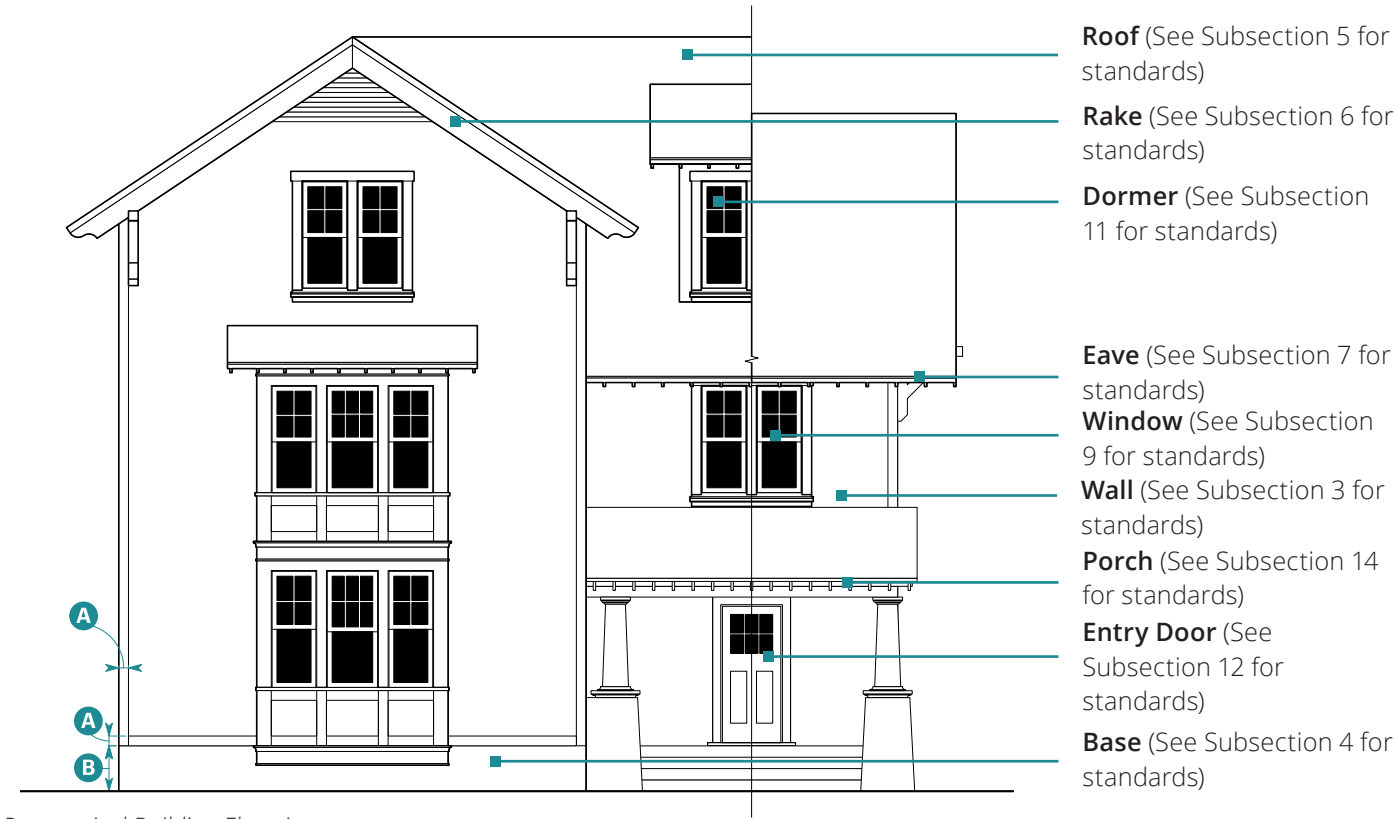 Roof (See Subsection 5 for
standards)
Rake (See Subsection 6 for
standards)
Dormer (See Subsection
11 for standards)
Eave (See Subsection 7 for
standards)
Window (See Subsection
9 for standards)
Wall (See Subsection 3 for
standards)
Porch (See Subsection 14
for standards)
Entry Door (See
Subsection 12 for
standards)
Base (See Subsection 4 for
standards)
A
A
B